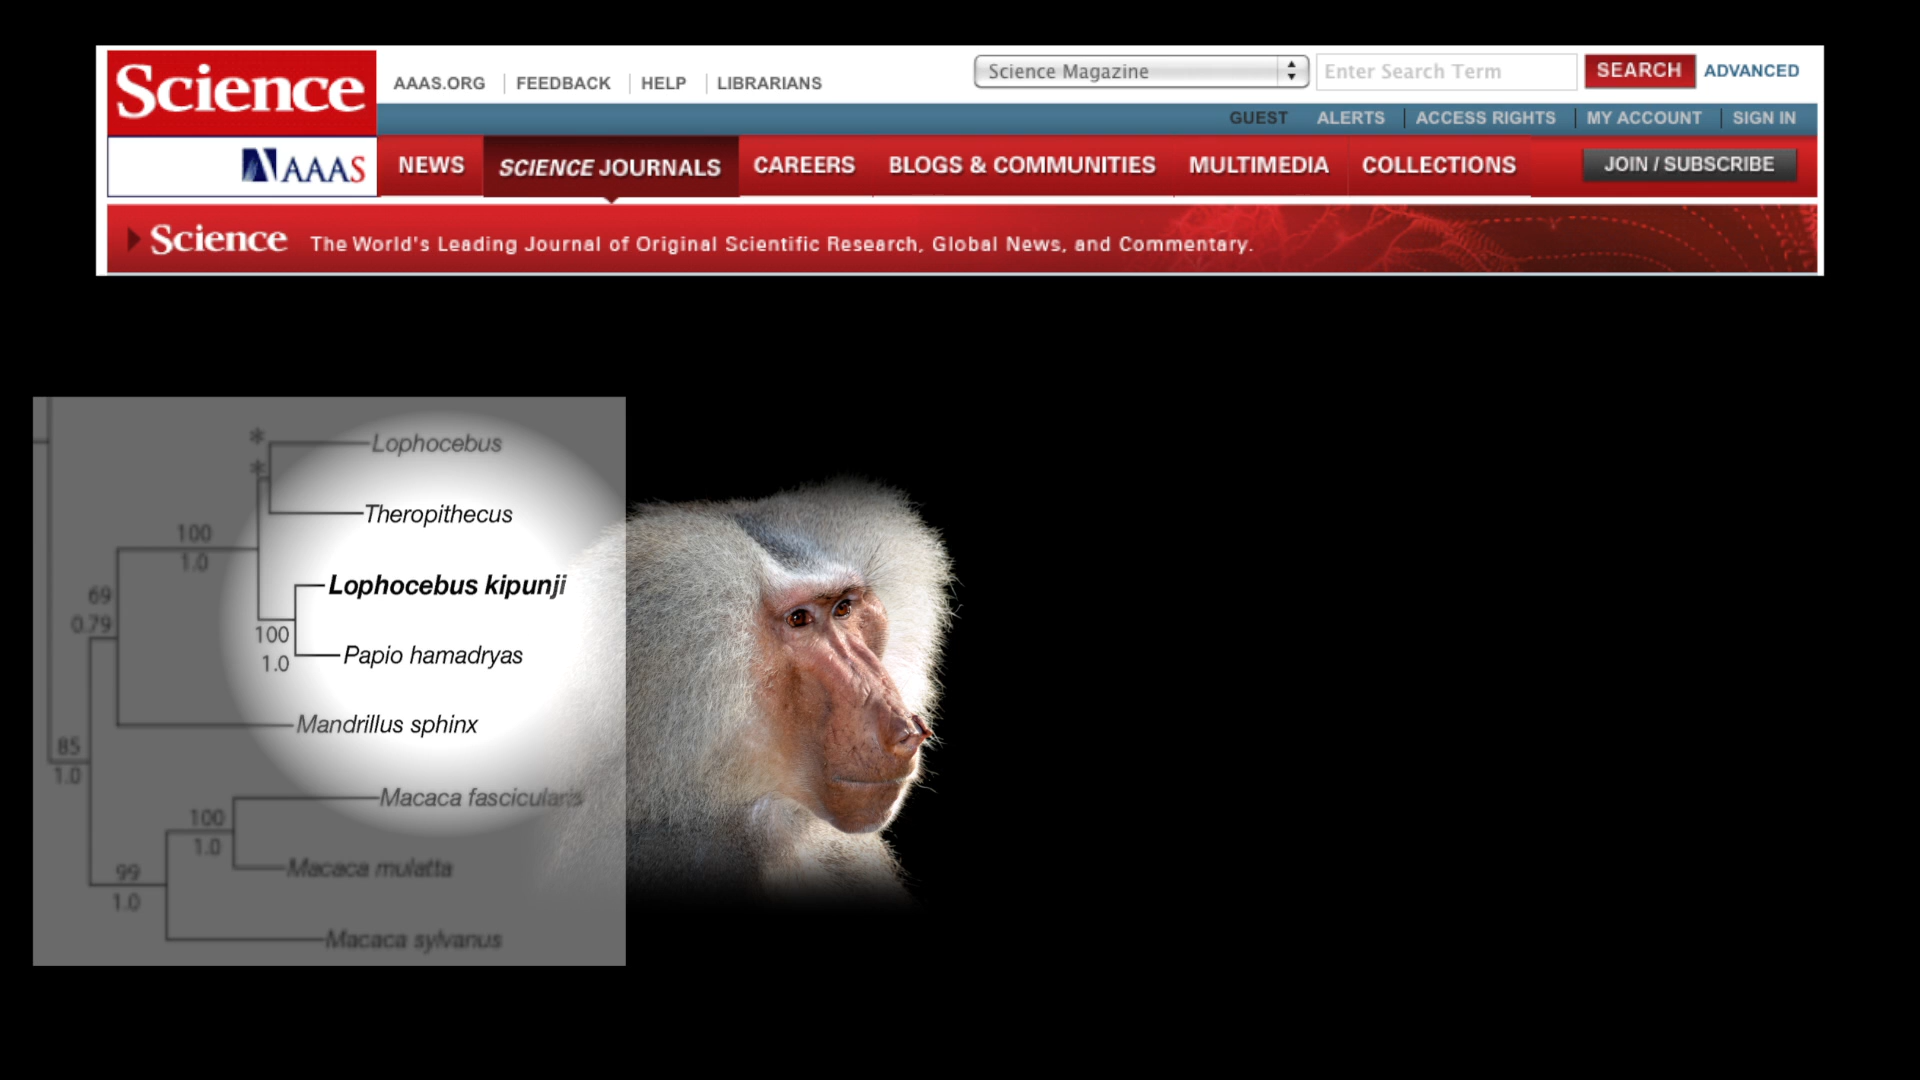 Science
AAAS.ORG FEEDBACK HELP LIBRARIANS
Science Magazine
Enter Search Term
SEARCH
ADVANCED
GUEST ALERTS ACCESS RIGHTS MY ACCOUNT SIGN IN
AAAS
NEWS SCIENCE JOURNALS CAREERS BLOGS & COMMUNITIES MULTIMEDIA COLLECTIONS
JOIN / SUBSCRIBE
Science The World's Leading Journal of Original Scientific Research, Global News, and Commentary.
* Lophocebus
*
Theropithecus
100
1.0
Lophocebus kipunji
69
0.79
100
1.0
Papio hamadryas
Mandrillus sphinx
85
1.0
Macaca fascicularis
100
1.0
Macaca mulatta
99
1.0
Macaca sylvanus